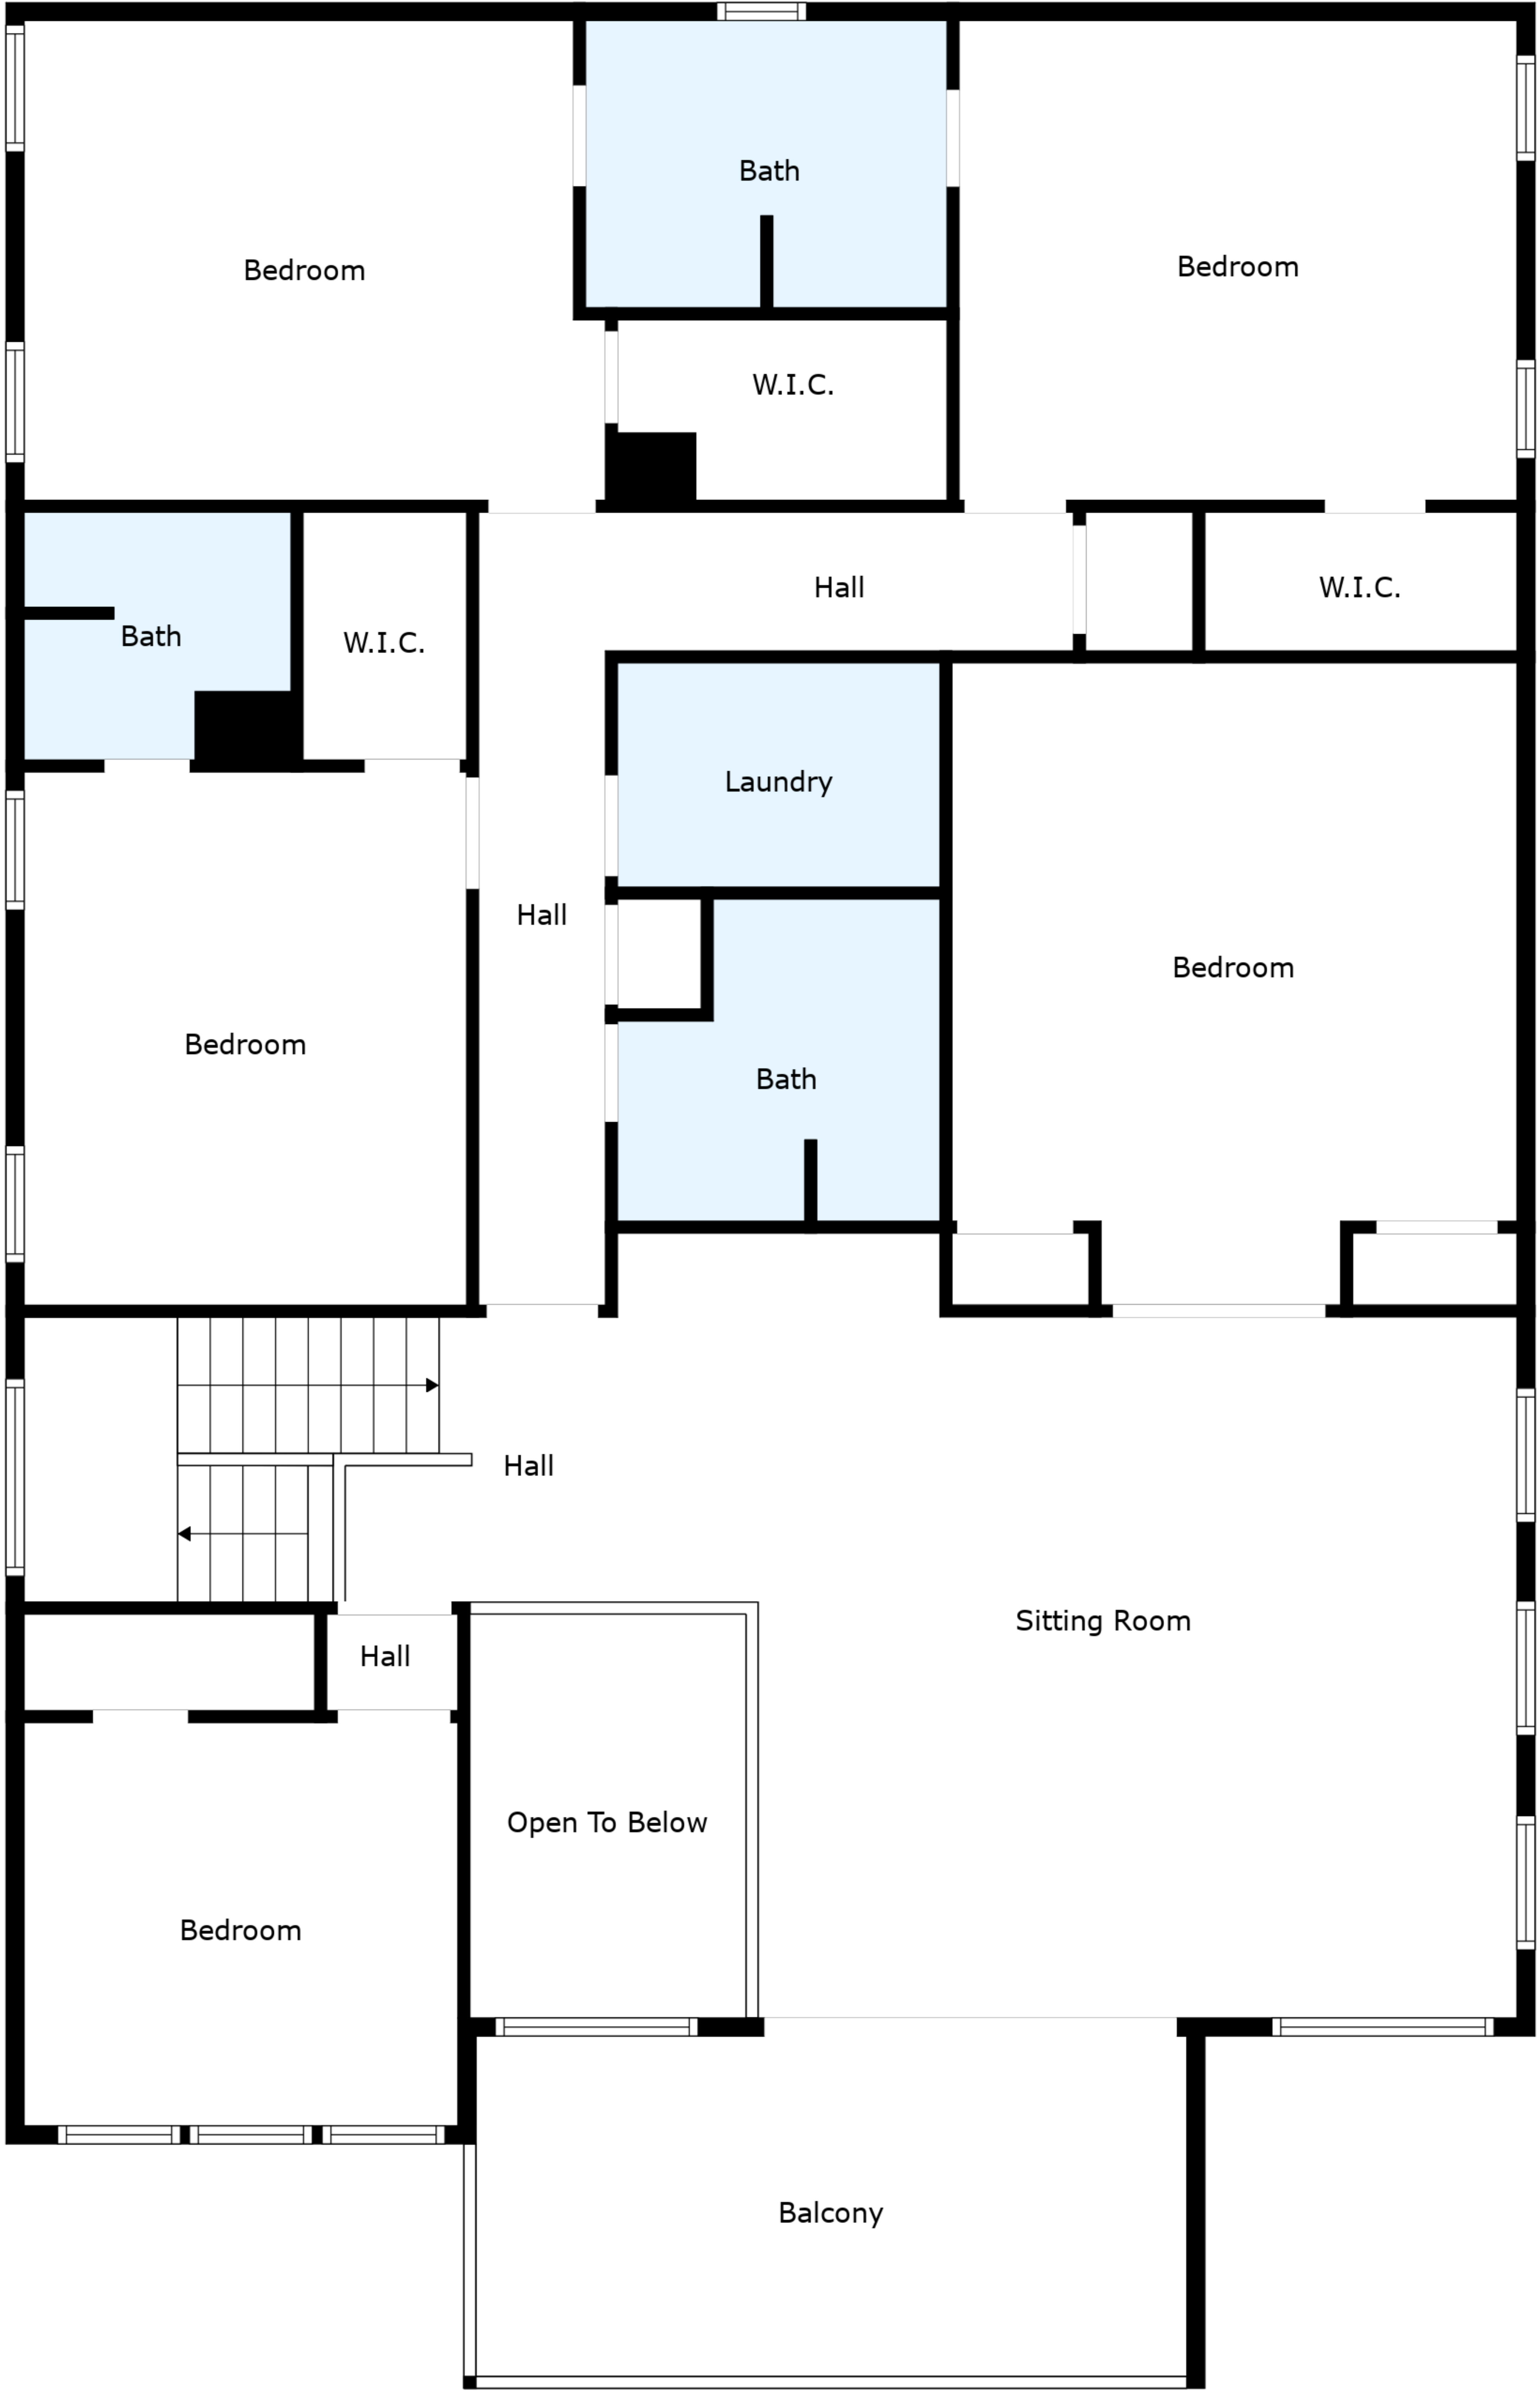 Bath
Bedroom
Bedroom
W.I.C.
Hall
W.I.C.
Bath
W.I.C.
Laundry
Hall
Bedroom
Bedroom
Bath
Hall
Sitting Room
Hall
Open To Below
Bedroom
Balcony